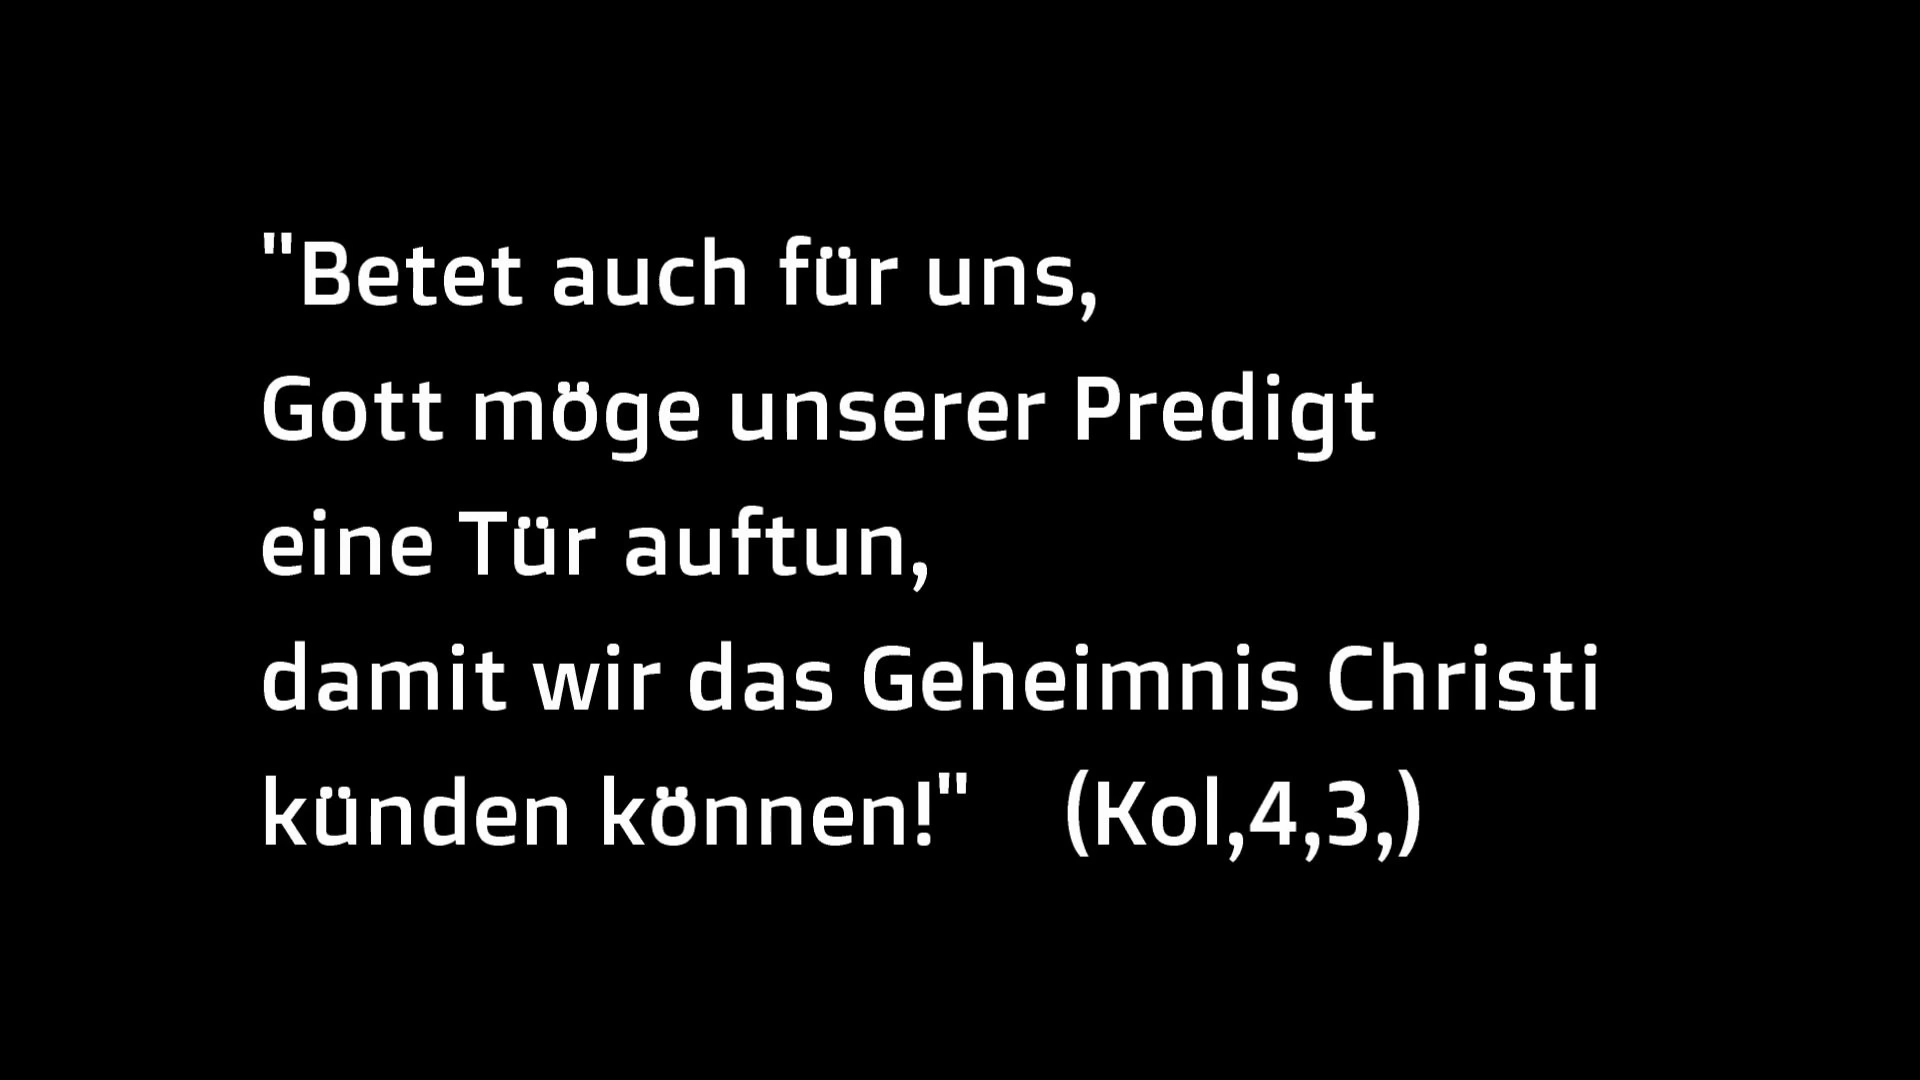 "Betet auch für uns,
Gott möge unserer Predigt
eine Tür auftun,
damit wir das Geheimnis Christi
künden können!" (Kol,4,3,)